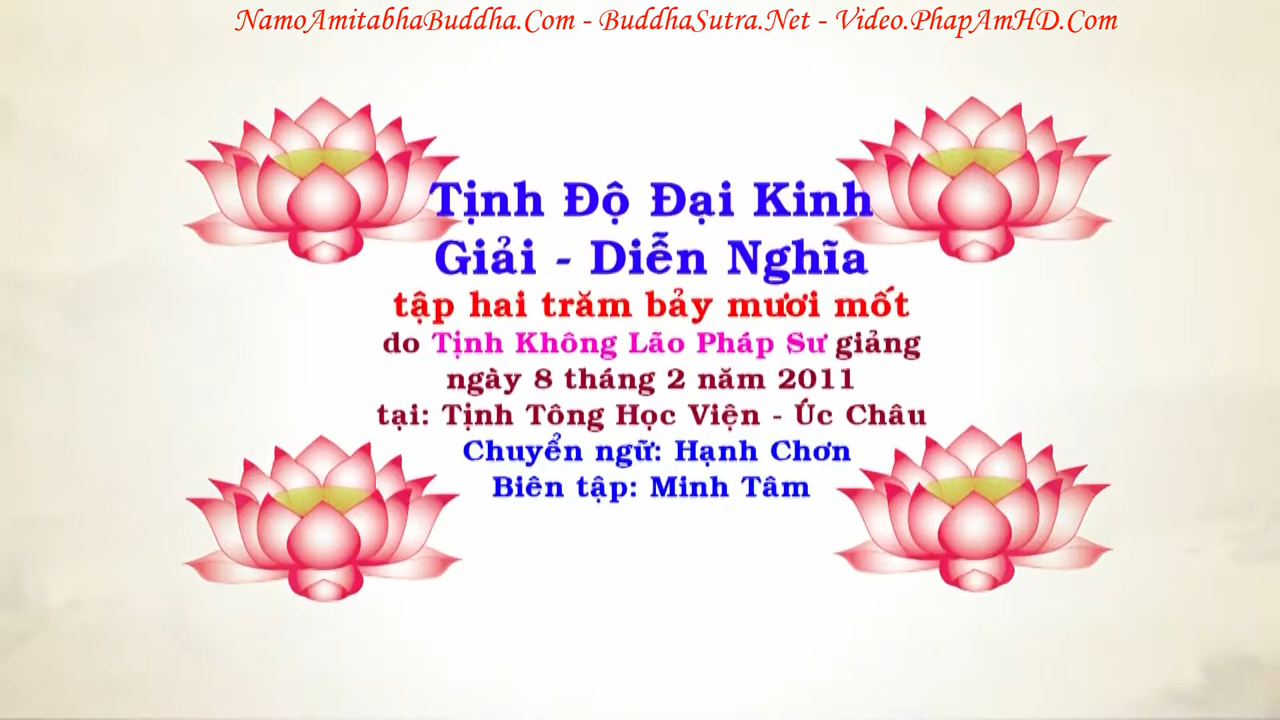 NamoAmitabhaBuddha.Com - BuddhaSutra.Net - Video.PhapAmHD.Com
Tịnh Độ Đại Kinh
Giải - Diễn Nghĩa
tập hai trăm bảy mươi mốt
do Tịnh Không Lão Pháp Sư giảng
ngày 8 tháng 2 năm 2011
tại: Tịnh Tông Học Viện - Úc Châu
Chuyển ngữ: Hạnh Chơn
Biên tập: Minh Tâm